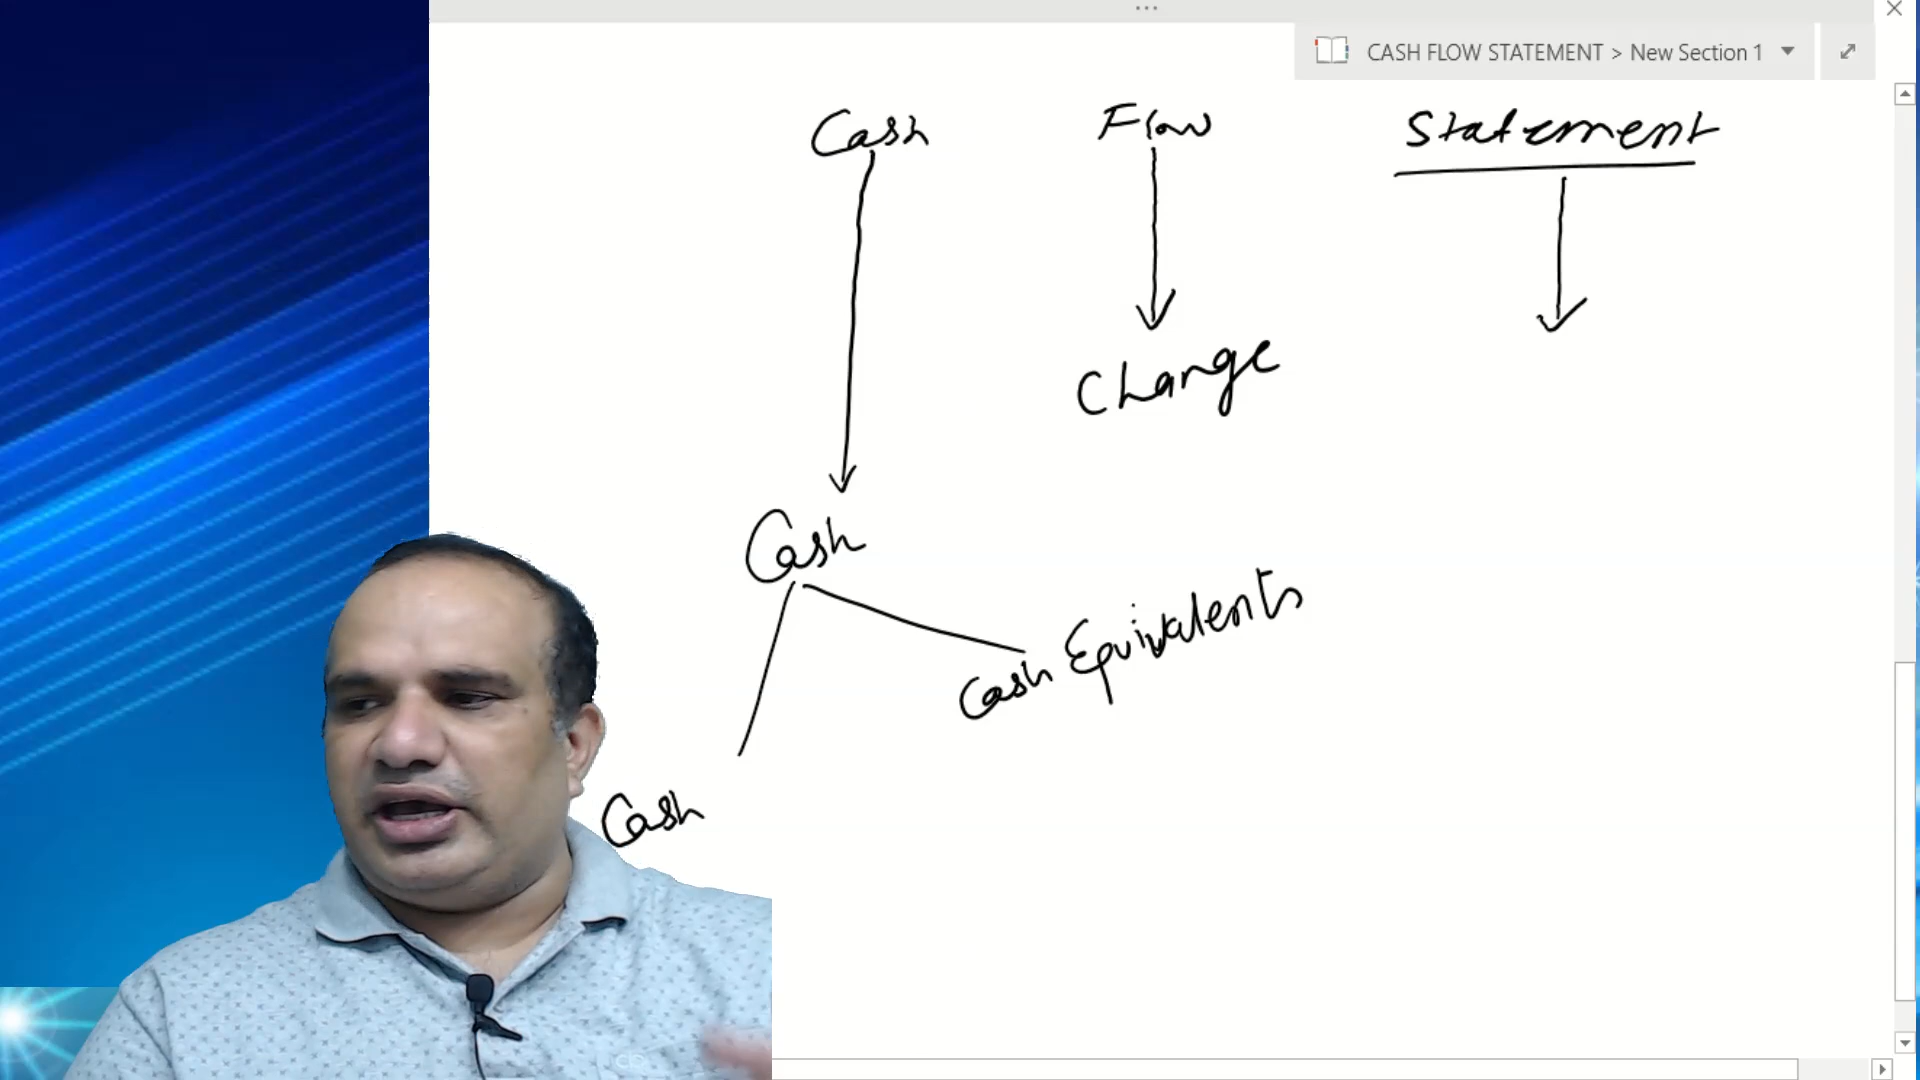 CASH FLOW STATEMENT > New Section 1
Cash Flow Statement
Change
Cash
Cash Equivalents
Cash